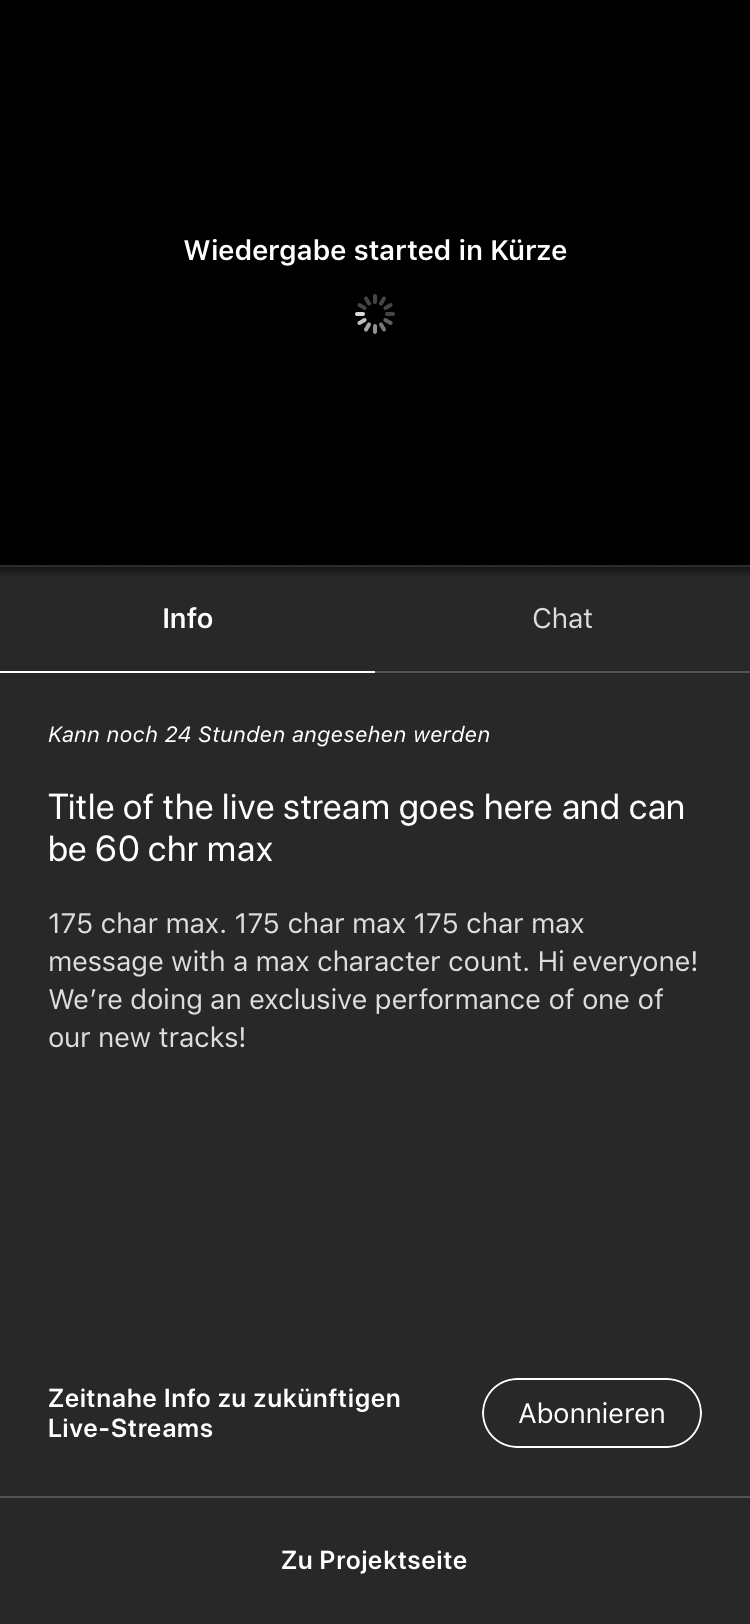 Wiedergabe started in Kürze
Info
Chat
Kann noch 24 Stunden angesehen werden
Title of the live stream goes here and can
be 60 chr max
175 char max. 175 char max 175 char max
message with a max character count. Hi everyone!
We’re doing an exclusive performance of one of
our new tracks!
Zeitnahe Info zu zukünftigen
Live-Streams
Abonnieren
Zu Projektseite